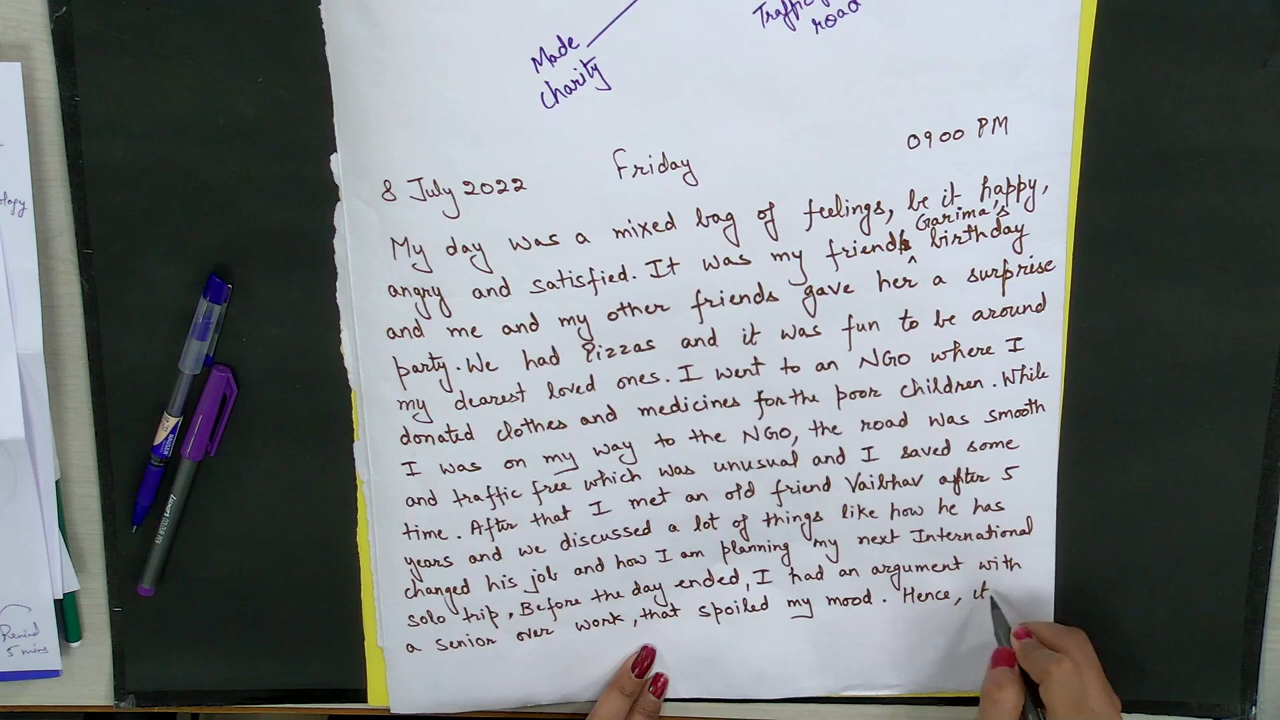 Made
charity
Traffic
road
0900 PM
Friday
8 July 2022
My day was a mixed bag of feelings, be it happy,
Garima's
angry and satisfied. It was my friend birthday
and me and my other friends gave her a surprise
party. We had Pizzas and it was fun to be around
my dearest loved ones. I went to an NGO where I
donated clothes and medicines for the poor children. While
I was on my way to the NGO, the road was smooth
and traffic free which was unusual and I saved some
time. After that I met an old friend Vaibhav after 5
years and we discussed a lot of things like how he has
changed his job and how I am planning my next International
solo trip. Before the day ended, I had an argument with
a senior over work, that spoiled my mood. Hence, it
Remind
5 mins